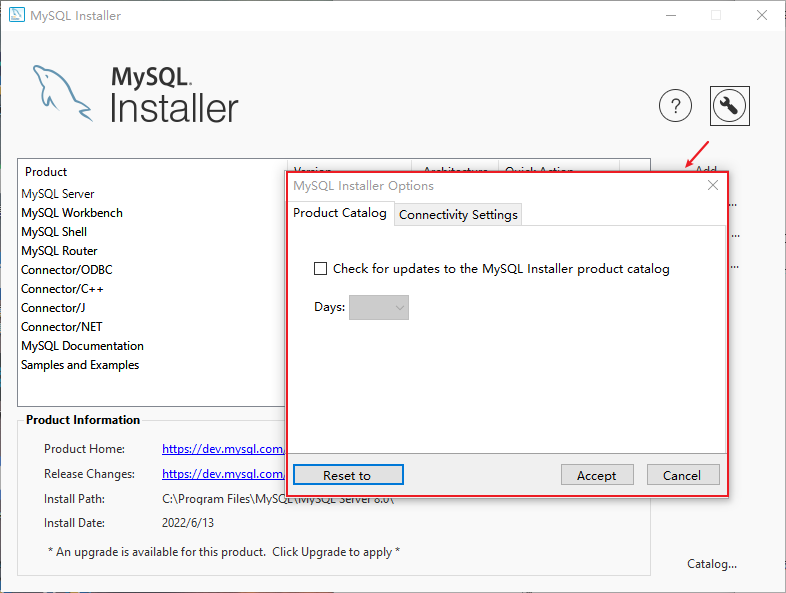 MySQL Installer
MySQL.
Installer
?
Product
Version
Architecture
Quick Action
Add ...
MySQL Server
MySQL Workbench
MySQL Shell
MySQL Router
Connector/ODBC
Connector/C++
Connector/J
Connector/NET
MySQL Documentation
Samples and Examples
MySQL Installer Options
Product Catalog
Connectivity Settings
Check for updates to the MySQL Installer product catalog
Days:
Reset to
Accept
Cancel
Product Information
Product Home:
https://dev.mysql.com/
Release Changes:
https://dev.mysql.com/
Install Path:
C:\Program Files\MySQL\MySQL Server 8.0\
Install Date:
2022/6/13
* An upgrade is available for this product. Click Upgrade to apply *
Catalog...